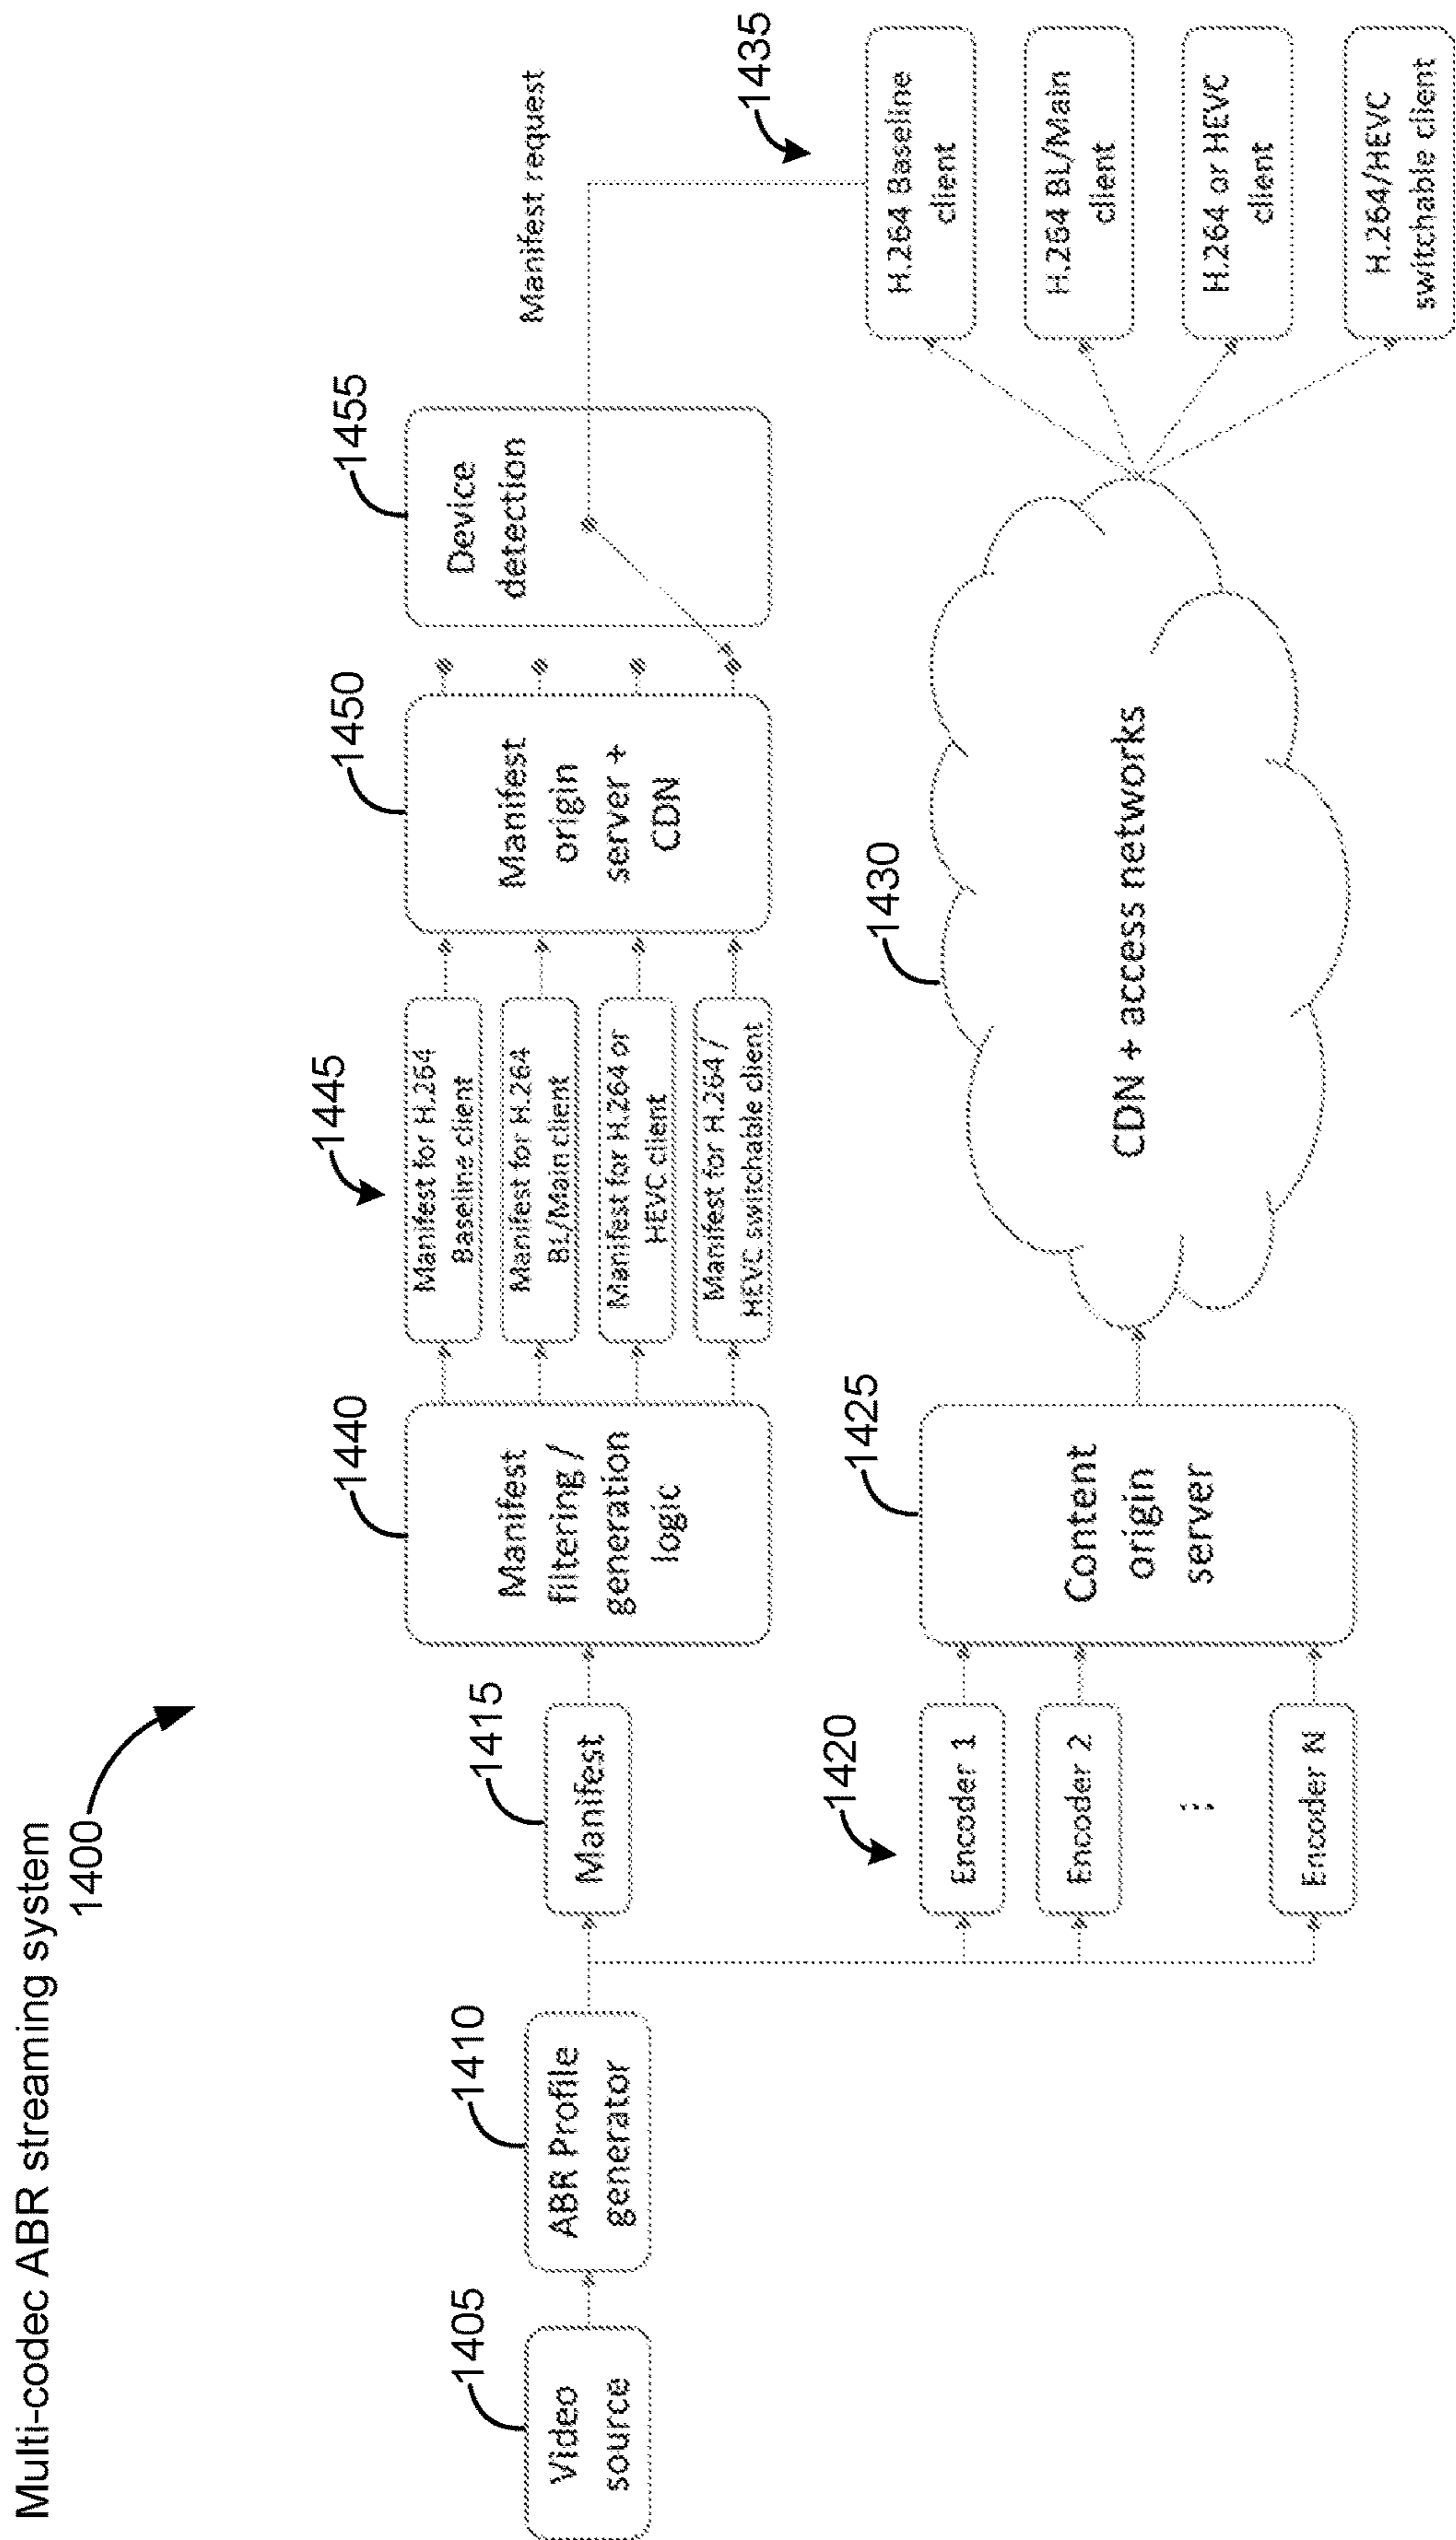 Multi-codec ABR streaming system
1400
1405
Video
source
1410
ABR Profile
generator
1415
Manifest
1440
Manifest
filtering /
generation
logic
1445
Manifest for H.264
Baseline client
Manifest for H.264
BL/Main client
Manifest for H.264 or
HEVC client
Manifest for H.264 /
HEVC switchable client
1450
Manifest
origin
server +
CDN
1455
Device
detection
Manifest request
1420
Encoder 1
Encoder 2
⋮
Encoder N
1425
Content
origin
server
1430
CDN + access networks
1435
H.264 Baseline
client
H.264 BL/Main
client
H.264 or HEVC
client
H.264/HEVC
switchable client